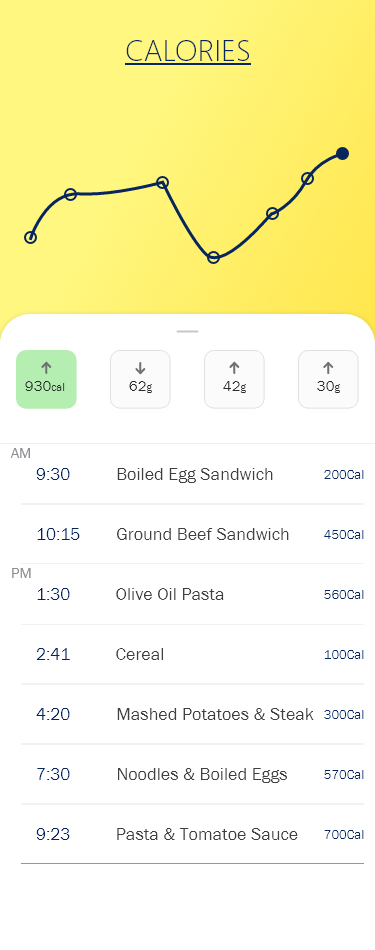 CALORIES
930cal 62g 42g 30g
AM
9:30 Boiled Egg Sandwich 200Cal
10:15 Ground Beef Sandwich 450Cal
PM
1:30 Olive Oil Pasta 560Cal
2:41 Cereal 100Cal
4:20 Mashed Potatoes & Steak 300Cal
7:30 Noodles & Boiled Eggs 570Cal
9:23 Pasta & Tomatoe Sauce 700Cal